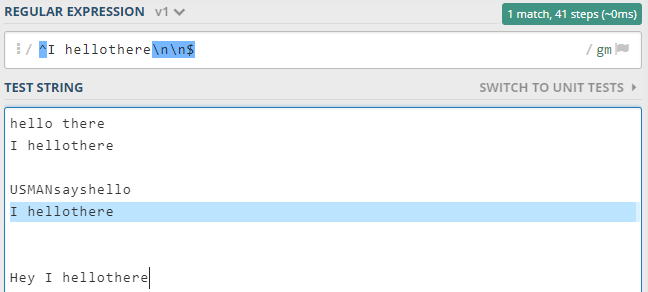 REGULAR EXPRESSION v1 1 match, 41 steps (~0ms)
/ ^I hellothere\n\n$ / gm
TEST STRING SWITCH TO UNIT TESTS
hello there
I hellothere
USMANsayshello
I hellothere
Hey I hellothere